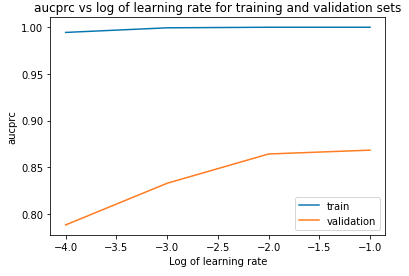 aucprc vs log of learning rate for training and validation sets
1.00
0.95
0.90
0.85
0.80
aucprc
−4.0 −3.5 −3.0 −2.5 −2.0 −1.5 −1.0
Log of learning rate
train
validation